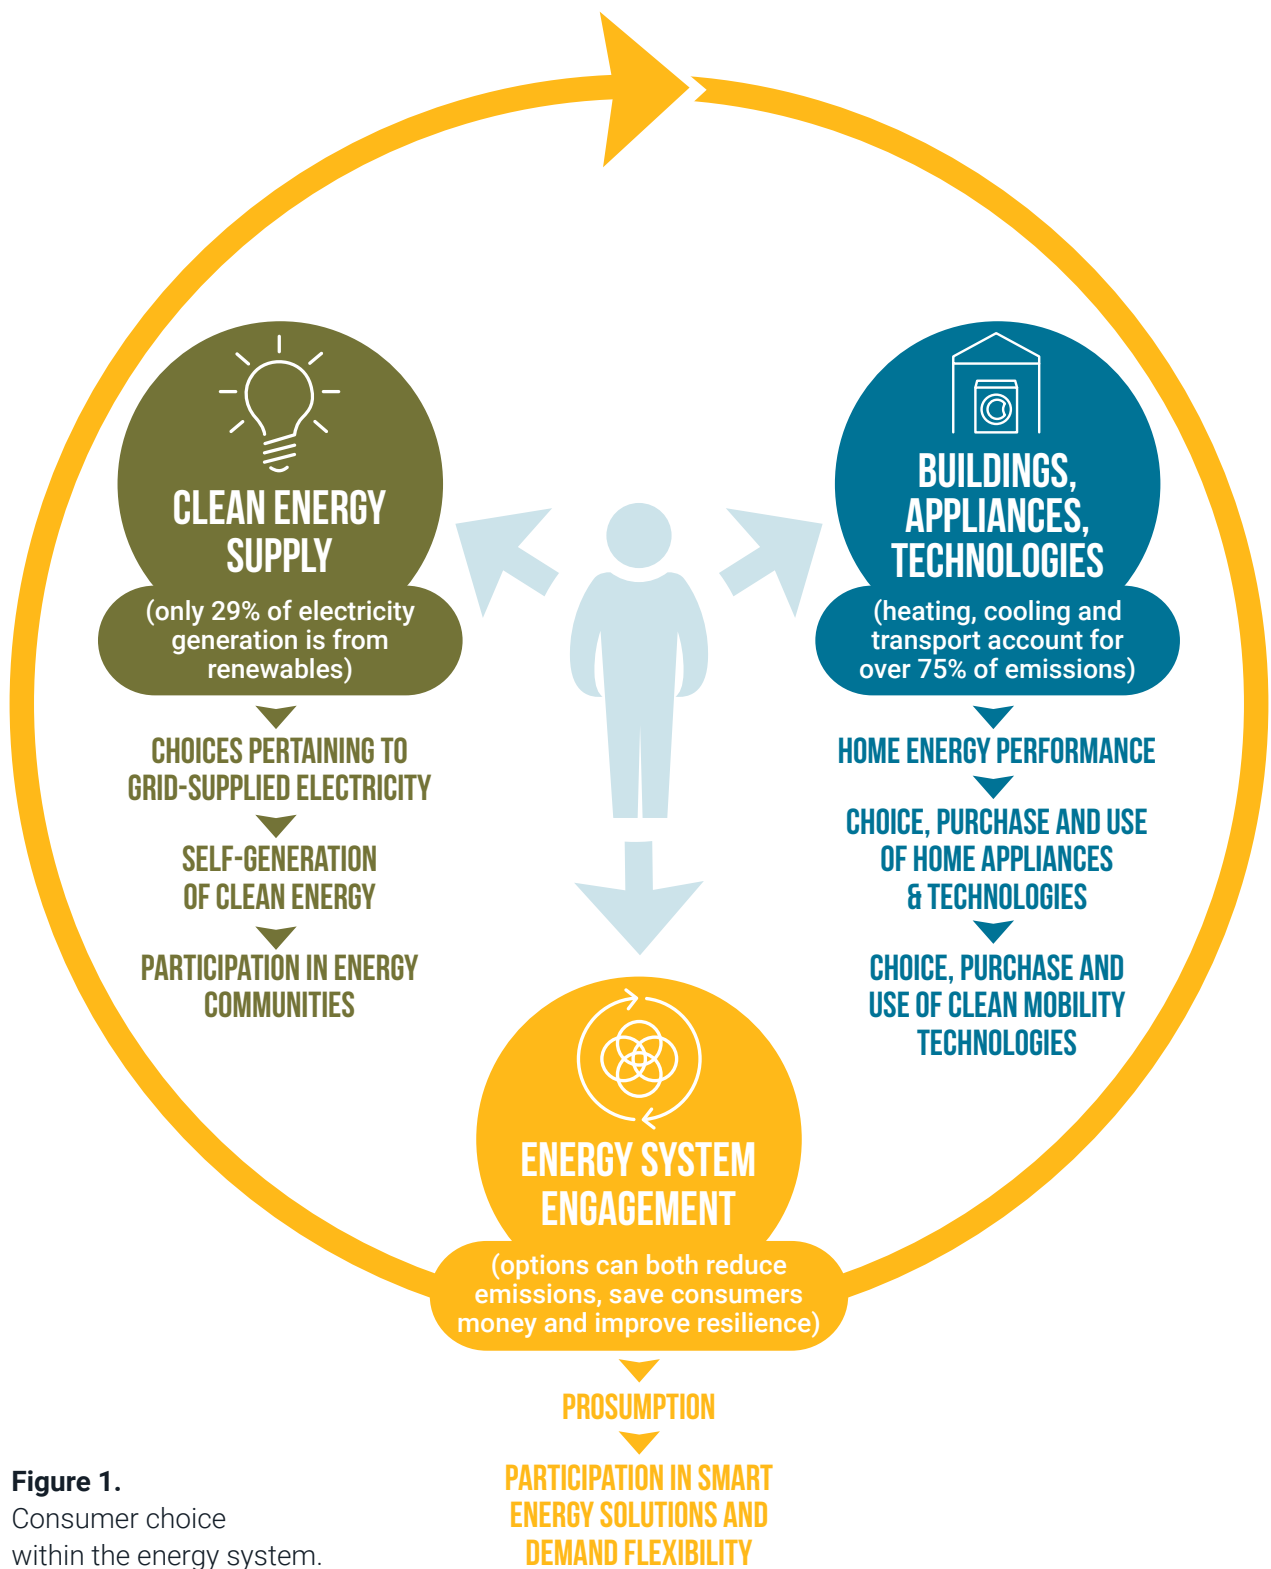 CLEAN ENERGY
SUPPLY
(only 29% of electricity
generation is from
renewables)
CHOICES PERTAINING TO
GRID-SUPPLIED ELECTRICITY
SELF-GENERATION
OF CLEAN ENERGY
PARTICIPATION IN ENERGY
COMMUNITIES
BUILDINGS,
APPLIANCES,
TECHNOLOGIES
(heating, cooling and
transport account for
over 75% of emissions)
HOME ENERGY PERFORMANCE
CHOICE, PURCHASE AND USE
OF HOME APPLIANCES
& TECHNOLOGIES
CHOICE, PURCHASE AND
USE OF CLEAN MOBILITY
TECHNOLOGIES
ENERGY SYSTEM
ENGAGEMENT
(options can both reduce
emissions, save consumers
money and improve resilience)
PROSUMPTION
PARTICIPATION IN SMART
ENERGY SOLUTIONS AND
DEMAND FLEXIBILITY
Figure 1.
Consumer choice
within the energy system.